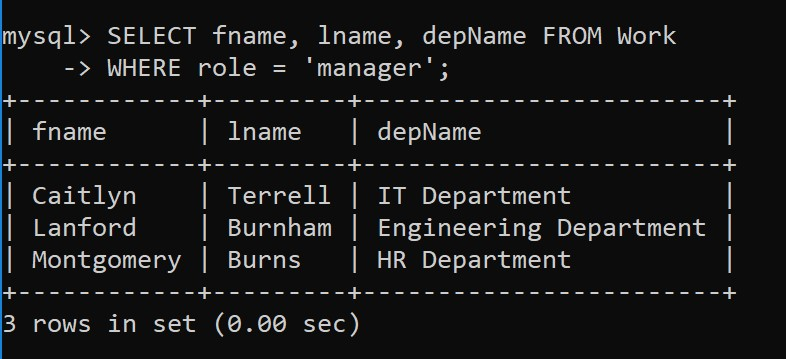 mysql> SELECT fname, lname, depName FROM Work
    -> WHERE role = 'manager';
+------------+---------+------------------------+
| fname      | lname   | depName                |
+------------+---------+------------------------+
| Caitlyn    | Terrell | IT Department          |
| Lanford    | Burnham | Engineering Department |
| Montgomery | Burns   | HR Department          |
+------------+---------+------------------------+
3 rows in set (0.00 sec)